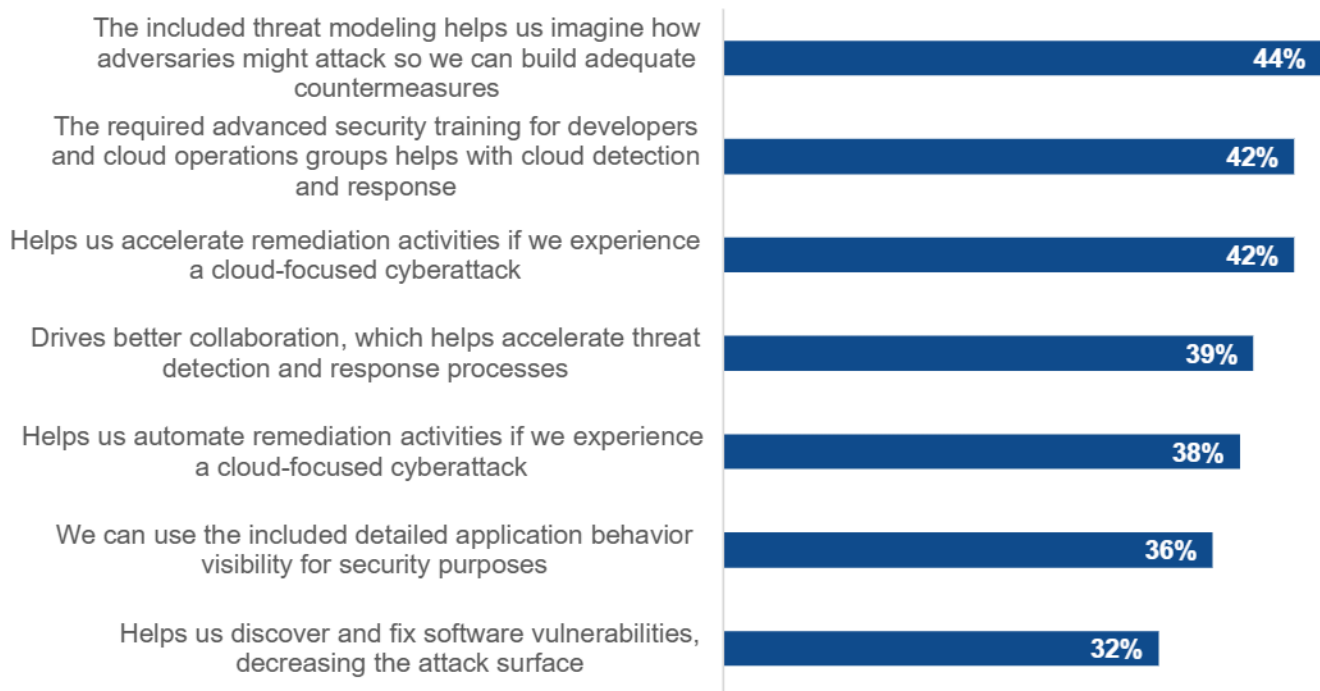 The included threat modeling helps us imagine how
adversaries might attack so we can build adequate
countermeasures
44%
The required advanced security training for developers
and cloud operations groups helps with cloud detection
and response
42%
Helps us accelerate remediation activities if we experience
a cloud-focused cyberattack
42%
Drives better collaboration, which helps accelerate threat
detection and response processes
39%
Helps us automate remediation activities if we experience
a cloud-focused cyberattack
38%
We can use the included detailed application behavior
visibility for security purposes
36%
Helps us discover and fix software vulnerabilities,
decreasing the attack surface
32%